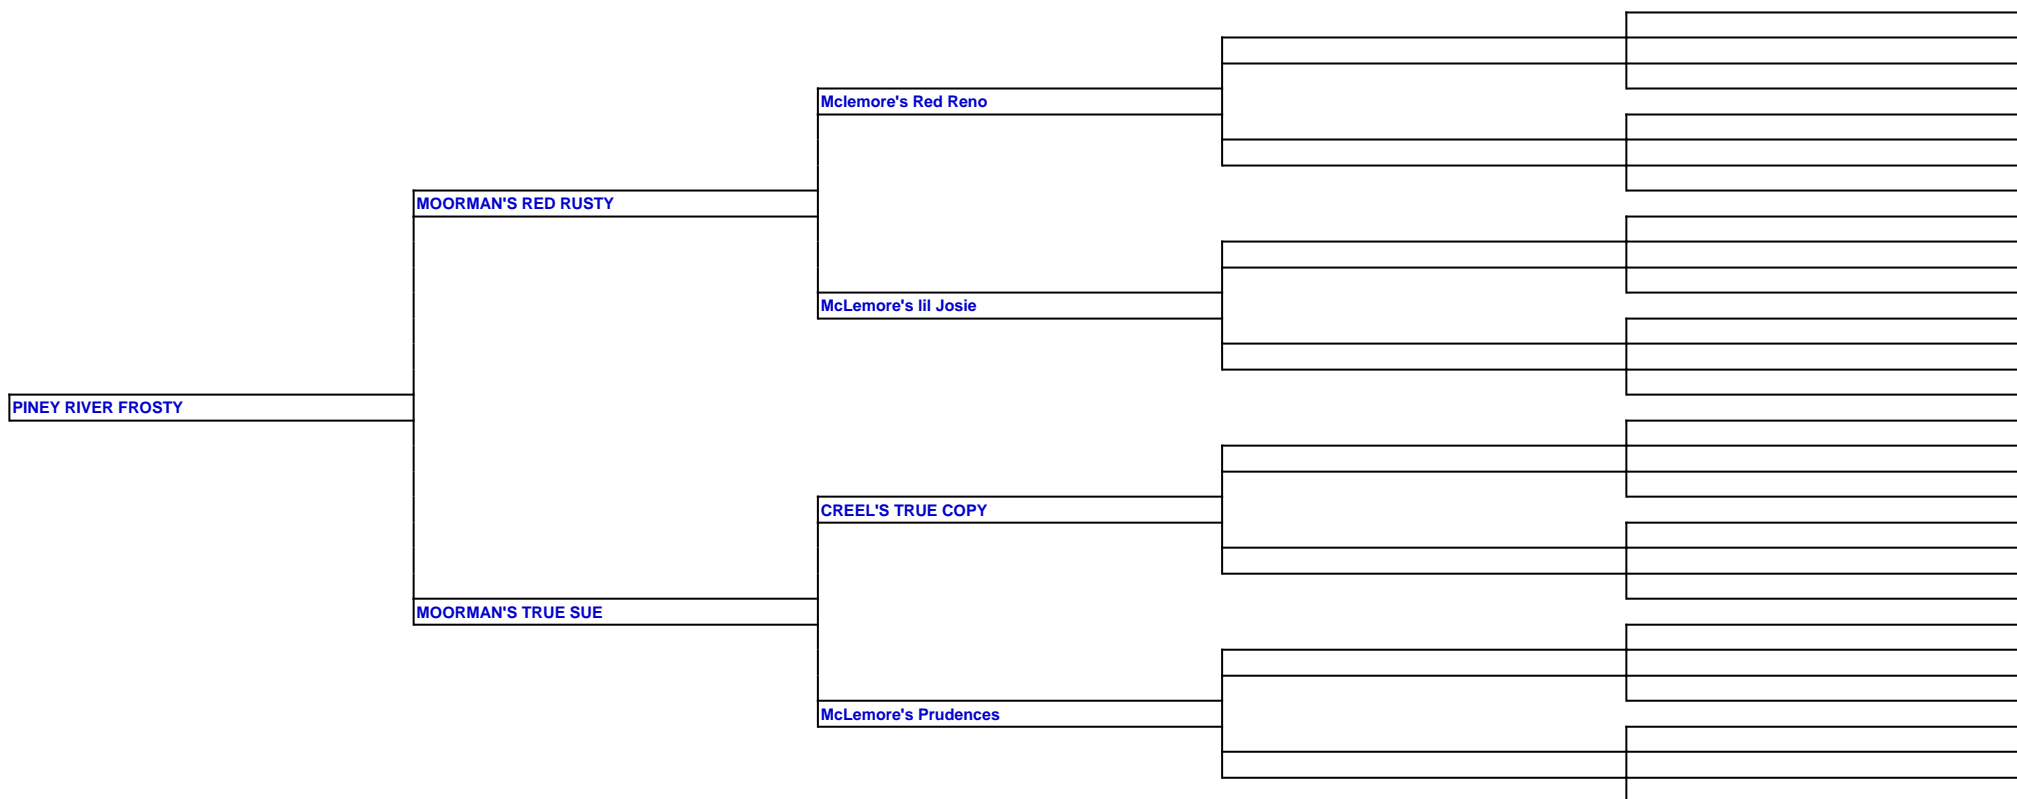 Mclemore's Red Reno
MOORMAN'S RED RUSTY
McLemore's lil Josie
PINEY RIVER FROSTY
CREEL'S TRUE COPY
MOORMAN'S TRUE SUE
McLemore's Prudences